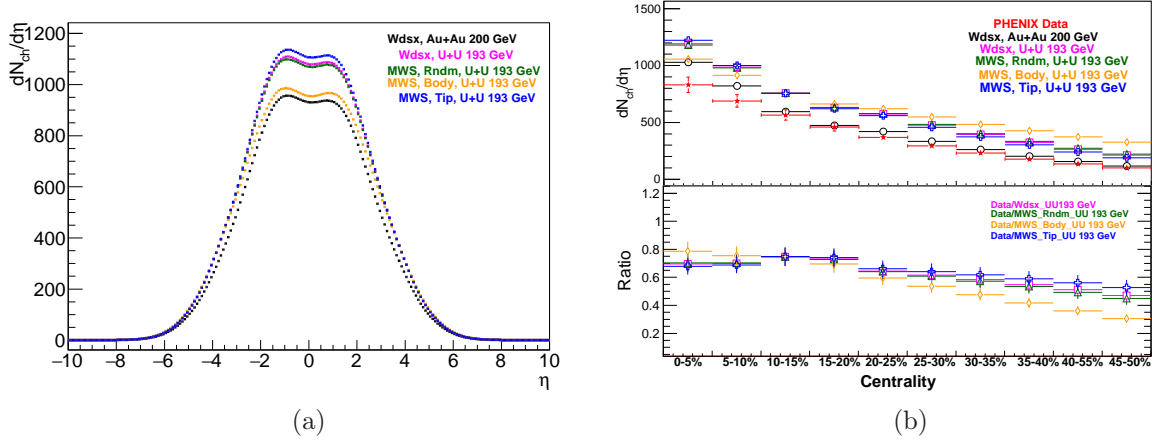 dN_ch/dη
1200
1000
800
600
400
200
0
Wdsx, Au+Au 200 GeV
Wdsx, U+U 193 GeV
MWS, Rndm, U+U 193 GeV
MWS, Body, U+U 193 GeV
MWS, Tip, U+U 193 GeV
−10 −8 −6 −4 −2 0 2 4 6 8 10
η
(a)
dN_ch/dη
1500
1000
500
0
PHENIX Data
Wdsx, Au+Au 200 GeV
Wdsx, U+U 193 GeV
MWS, Rndm, U+U 193 GeV
MWS, Body, U+U 193 GeV
MWS, Tip, U+U 193 GeV
Ratio
1.2
1
0.8
0.6
0.4
0.2
Data/Wdsx_UU193 GeV
Data/MWS_Rndm_UU 193 GeV
Data/MWS_Body_UU 193 GeV
Data/MWS_Tip_UU 193 GeV
0-5% 5-10% 10-15% 15-20% 20-25% 25-30% 30-35% 35-40% 40-55% 45-50%
Centrality
(b)